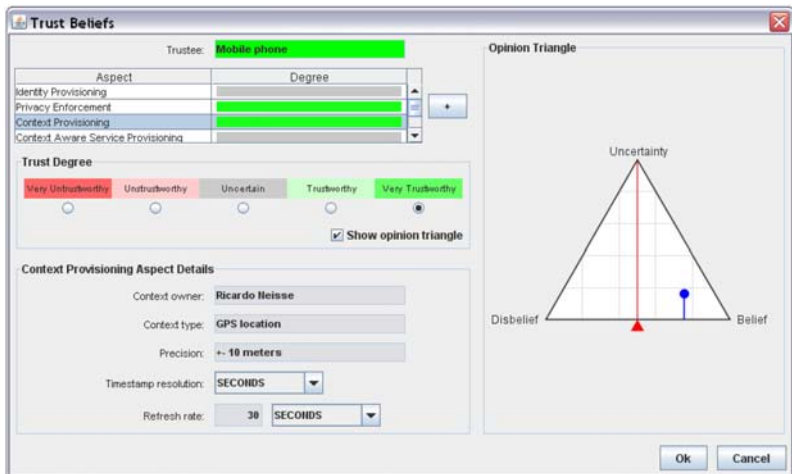 Trust Beliefs
Trustee: Mobile phone
Aspect Degree
Identity Provisioning
Privacy Enforcement
Context Provisioning
Context Aware Service Provisioning
+
Trust Degree
Very Untrustworthy Unstrustworthy Uncertain Trustworthy Very Trustworthy
Show opinion triangle
Context Provisioning Aspect Details
Context owner: Ricardo Neisse
Context type: GPS location
Precision: +- 10 meters
Timestamp resolution: SECONDS
Refresh rate: 30 SECONDS
Opinion Triangle
Uncertainty
Disbelief Belief
Ok Cancel